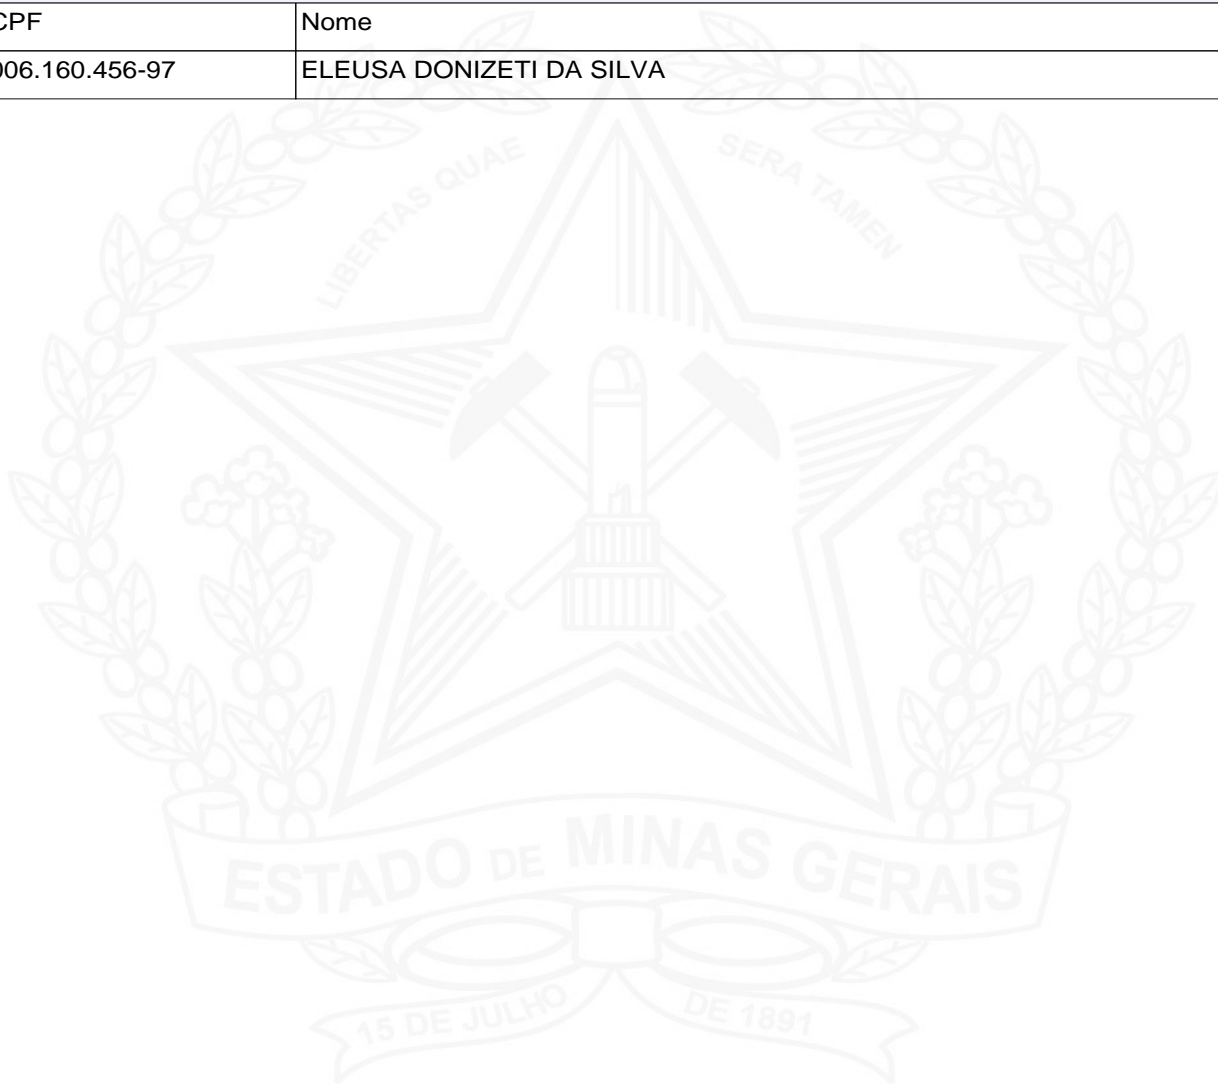 CPF Nome
006.160.456-97 ELEUSA DONIZETI DA SILVA
LIBERTAS QUAE SERA TAMEN
ESTADO DE MINAS GERAIS
15 DE JULHO DE 1891